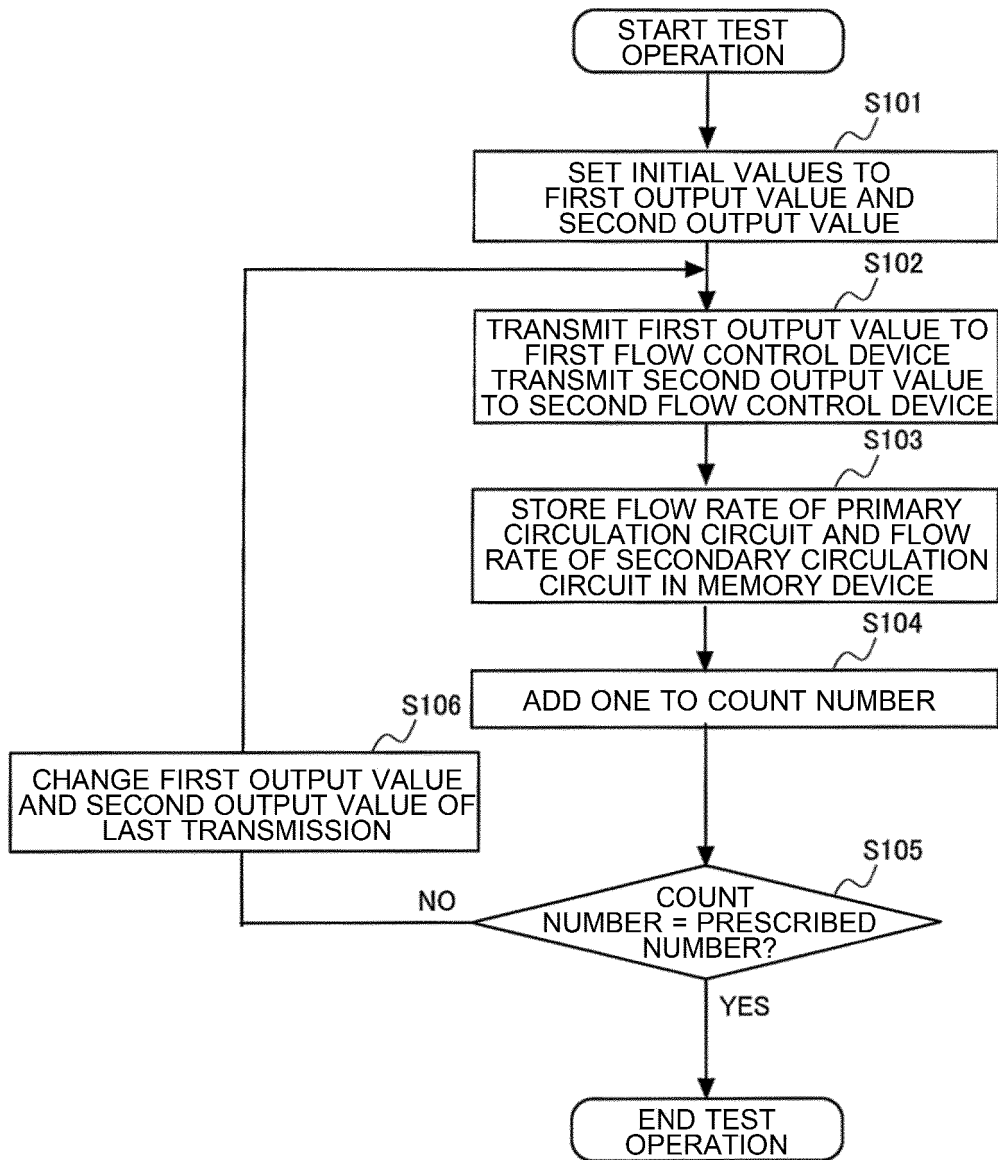 START TEST
OPERATION
S101
SET INITIAL VALUES TO
FIRST OUTPUT VALUE AND
SECOND OUTPUT VALUE
S102
TRANSMIT FIRST OUTPUT VALUE TO
FIRST FLOW CONTROL DEVICE
TRANSMIT SECOND OUTPUT VALUE
TO SECOND FLOW CONTROL DEVICE
S103
STORE FLOW RATE OF PRIMARY
CIRCULATION CIRCUIT AND FLOW
RATE OF SECONDARY CIRCULATION
CIRCUIT IN MEMORY DEVICE
S104
ADD ONE TO COUNT NUMBER
S106
CHANGE FIRST OUTPUT VALUE
AND SECOND OUTPUT VALUE OF
LAST TRANSMISSION
S105
COUNT
NUMBER = PRESCRIBED
NUMBER?
NO
YES
END TEST
OPERATION